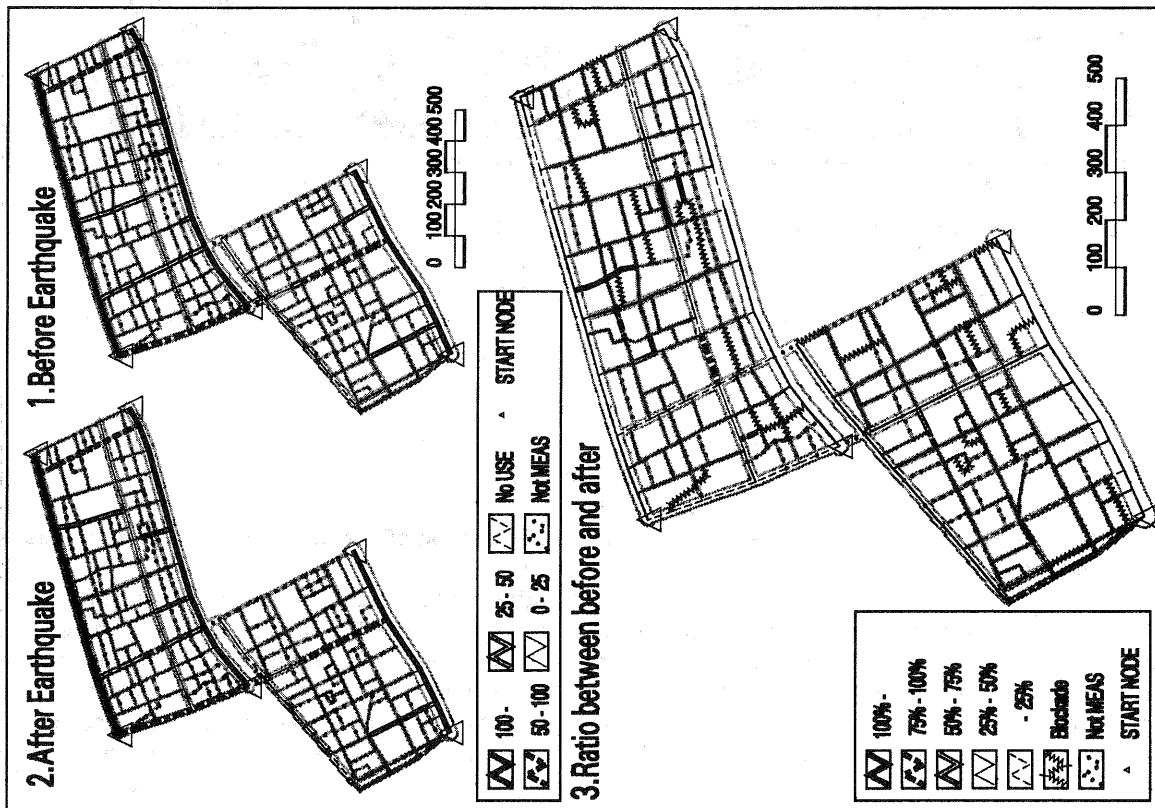 1.Before Earthquake
0 100 200 300 400 500
2.After Earthquake
100 -
25 - 50
No USE
START NODE
50 - 100
0 - 25
Not MEAS
3.Ratio between before and after
0 100 200 300 400 500
100% -
75% - 100%
50% - 75%
25% - 50%
- 25%
Blockade
Not MEAS
START NODE